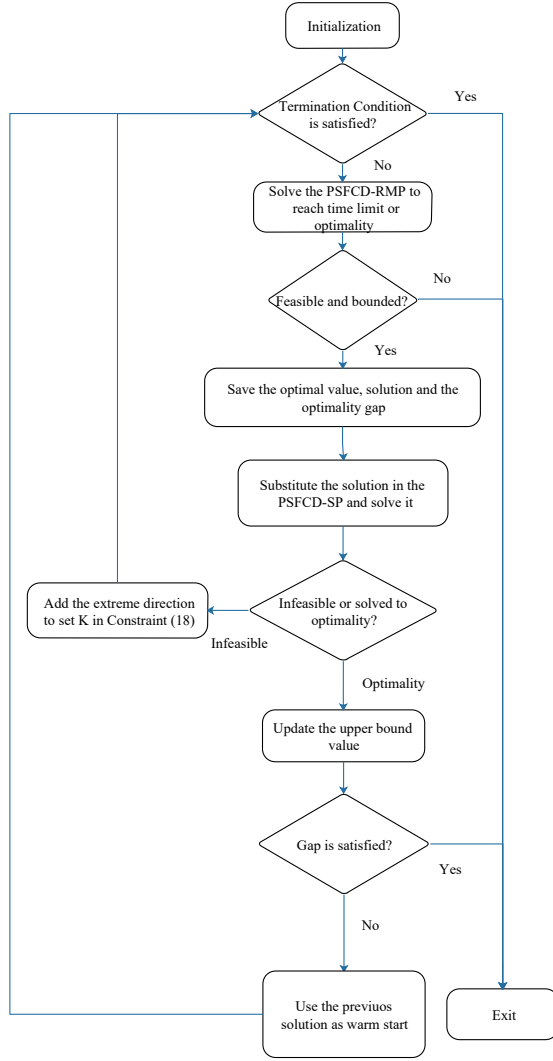 Initialization
Termination Condition
is satisfied?
Yes
No
Solve the PSFCD-RMP to
reach time limit or
optimality
Feasible and bounded?
No
Yes
Save the optimal value, solution and the
optimality gap
Substitute the solution in the
PSFCD-SP and solve it
Infeasible or solved to
optimality?
Add the extreme direction
to set K in Constraint (18)
Infeasible
Optimality
Update the upper bound
value
Gap is satisfied?
Yes
No
Use the previuos
solution as warm start
Exit